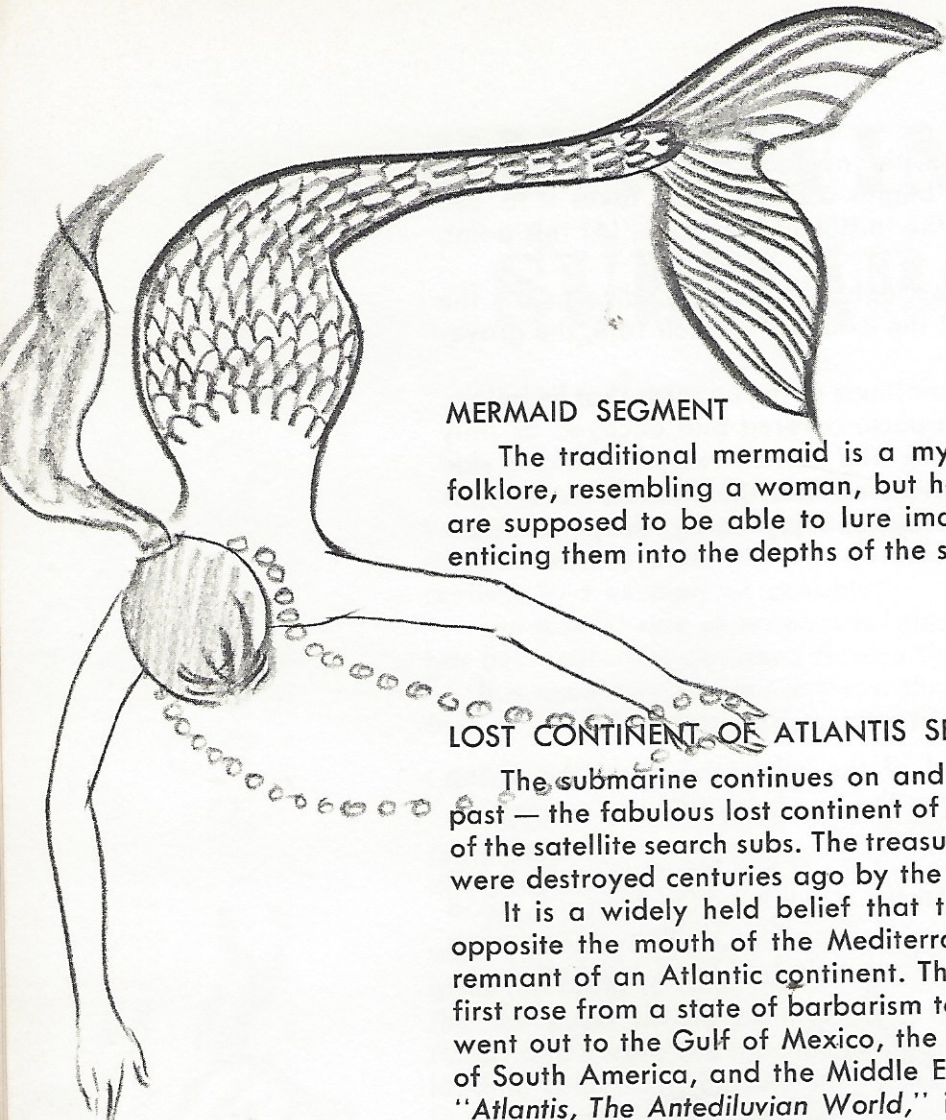 MERMAID SEGMENT
The traditional mermaid is a my
folklore, resembling a woman, but h
are supposed to be able to lure ima
enticing them into the depths of the s
LOST CONTINENT OF ATLANTIS SE
The submarine continues on and
past — the fabulous lost continent of
of the satellite search subs. The treasu
were destroyed centuries ago by the
It is a widely held belief that t
opposite the mouth of the Mediterra
remnant of an Atlantic continent. Th
first rose from a state of barbarism t
went out to the Gulf of Mexico, the
of South America, and the Middle E
“Atlantis, The Antediluvian World,”